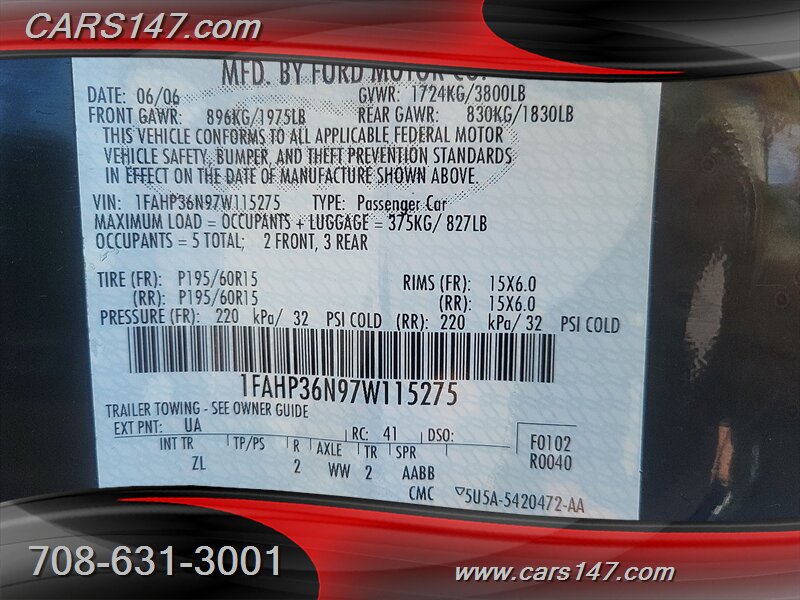 CARS147.com
MFD. BY FORD MOTOR CO.
DATE: 06/06 GVWR: 1724KG/3800LB
FRONT GAWR: 896KG/1975LB REAR GAWR: 830KG/1830LB
THIS VEHICLE CONFORMS TO ALL APPLICABLE FEDERAL MOTOR
VEHICLE SAFETY, BUMPER, AND THEFT PREVENTION STANDARDS
IN EFFECT ON THE DATE OF MANUFACTURE SHOWN ABOVE.
VIN: 1FAHP36N97W115275 TYPE: Passenger Car
MAXIMUM LOAD = OCCUPANTS + LUGGAGE = 375KG/ 827LB
OCCUPANTS = 5 TOTAL; 2 FRONT, 3 REAR
TIRE (FR): P195/60R15 RIMS (FR): 15X6.0
(RR): P195/60R15 (RR): 15X6.0
PRESSURE (FR): 220 kPa/ 32 PSI COLD (RR): 220 kPa/ 32 PSI COLD
1FAHP36N97W115275
TRAILER TOWING - SEE OWNER GUIDE
EXT PNT: UA RC: 41 DSO: F0102
INT TR TP/PS R AXLE TR SPR R0040
ZL 2 WW 2 AABB
CMC 5U5A-5420472-AA
708-631-3001
www.cars147.com